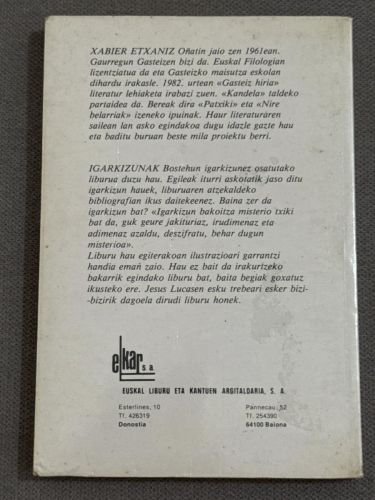 XABIER ETXANIZ Oñatin jaio zen 1961ean.
Gaurregun Gasteizen bizi da. Euskal Filologian
lizentziatua da eta Gasteizko maisutza eskolan
dihardu irakasle. 1982. urtean «Gasteiz hiria»
literatur lehiaketa irabazi zuen. «Kandela» taldeko
partaidea da. Bereak dira «Patxiki» eta «Nire
belarriak» izeneko ipuinak. Haur literaturaren
sailean lan asko egindakoa dugu idazle gazte hau
eta baditu buruan beste mila proiektu berri.
IGARKIZUNAK Bostehun igarkizunez osatutako
liburua duzu hau. Egileak iturri askotatik jaso ditu
igarkizun hauek, liburuaren atzekaldeko
bibliografian ikus daitekeenez. Baina zer da
igarkizun bat? «Igarkizun bakoitza misterio txiki
bat da, guk geure jakituriaz, irudimenaz eta
adimenaz azaldu, deszifratu, behar dugun
misterioa».
Liburu hau egiterakoan ilustrazioari garrantzi
handia eman zaio. Hau ez bait da irakurtzeko
bakarrik egindako liburu bat, baita begiak goxatuz
ikusteko ere. Jesus Lucasen esku trebeari esker bizi-
bizirik dagoela dirudi liburu honek.
elkar s.a.
EUSKAL LIBURU ETA KANTUEN ARGITALDARIA, S. A.
Esterlines, 10
Tf. 426319
Donostia
Pannecau, 52
Tf. 254390
64100 Baiona